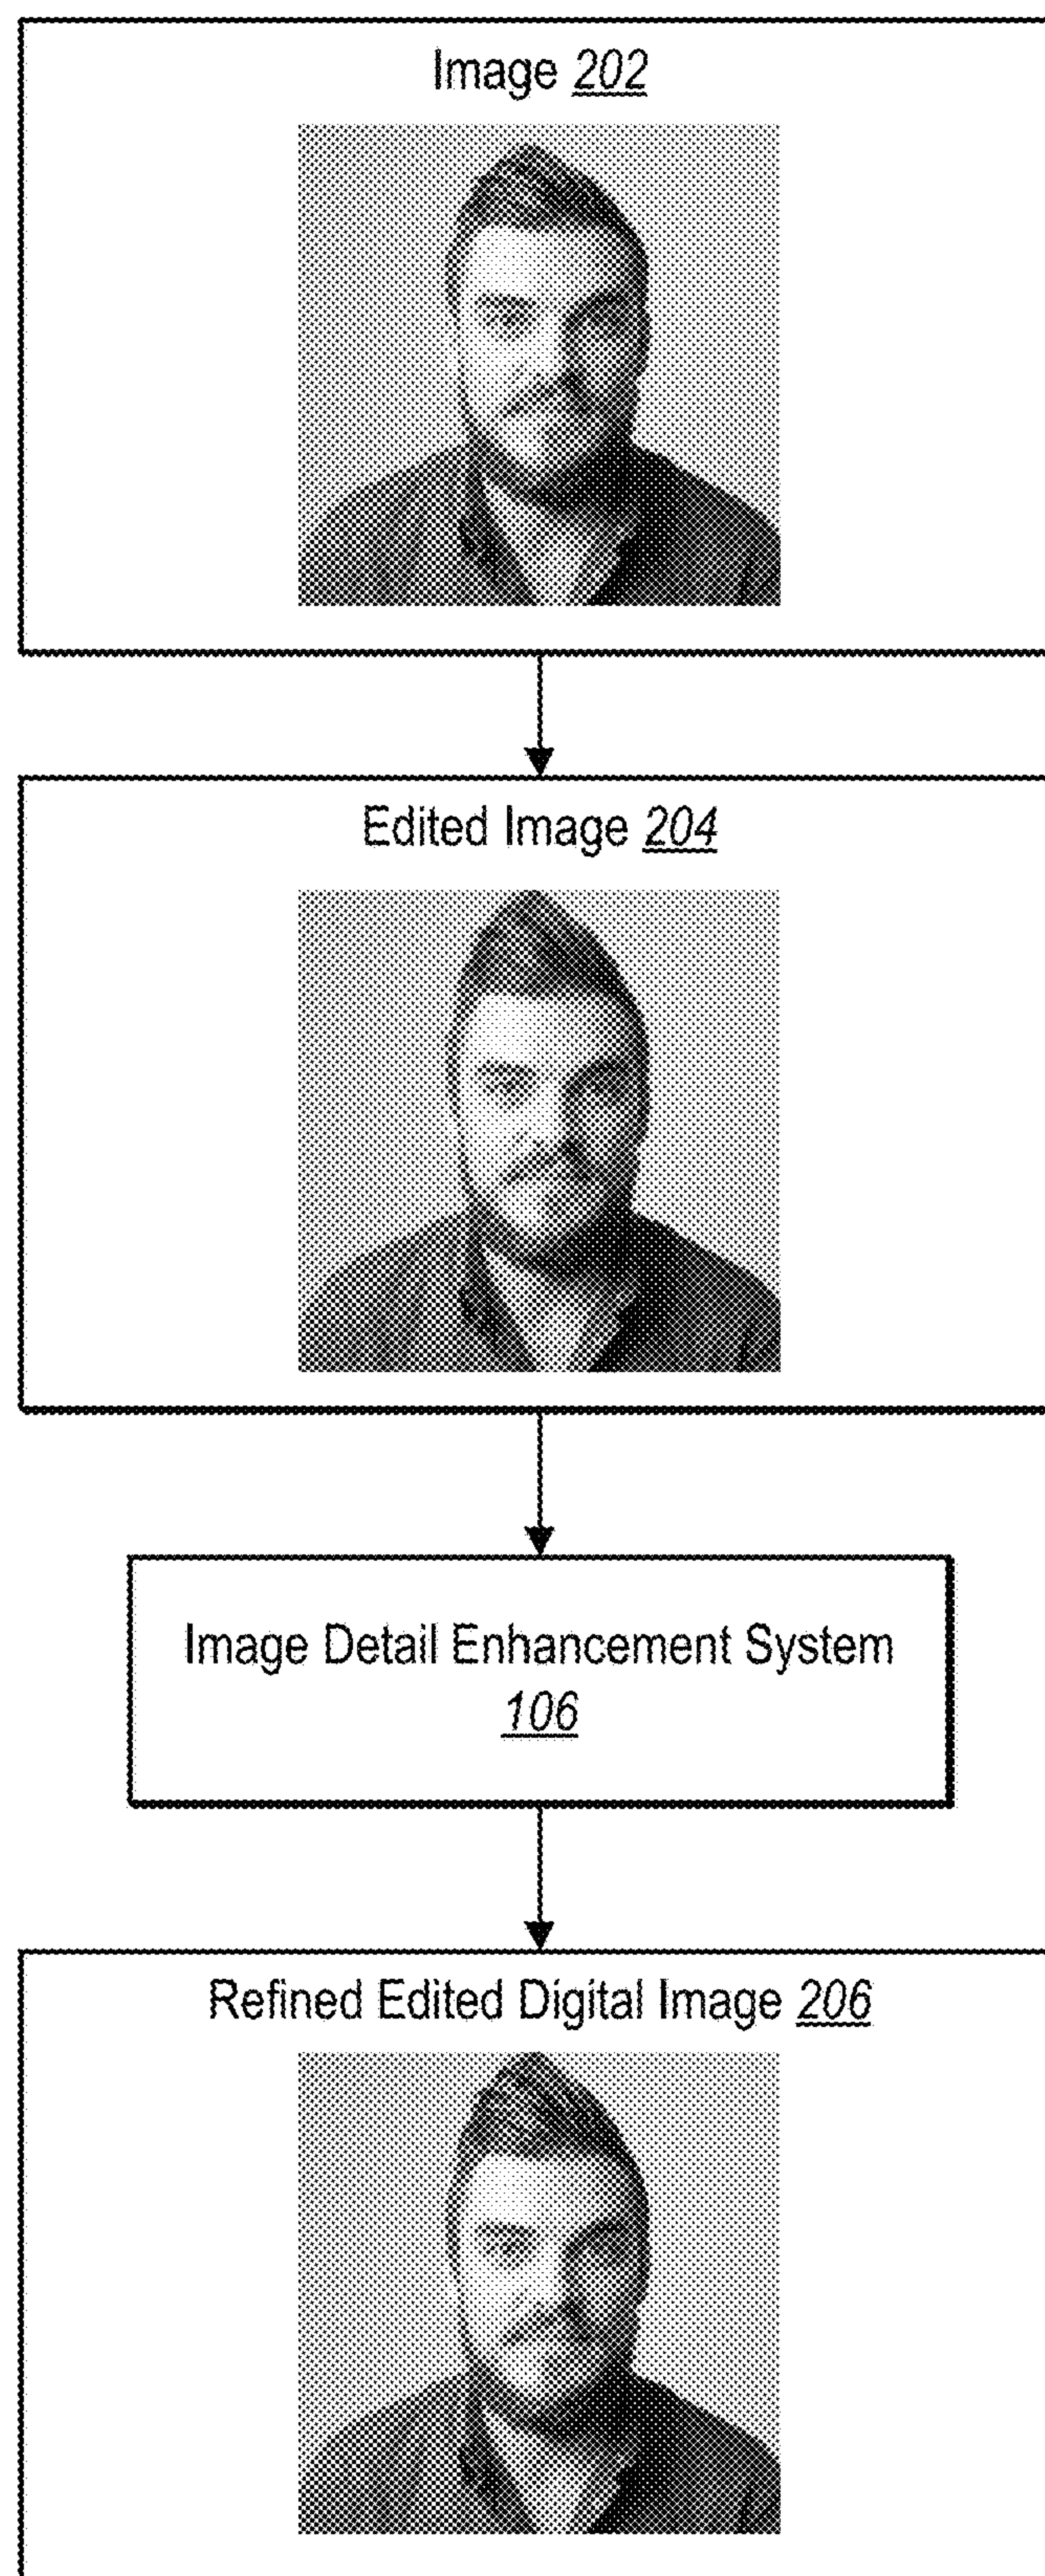 Image 202
Edited Image 204
Image Detail Enhancement System
106
Refined Edited Digital Image 206